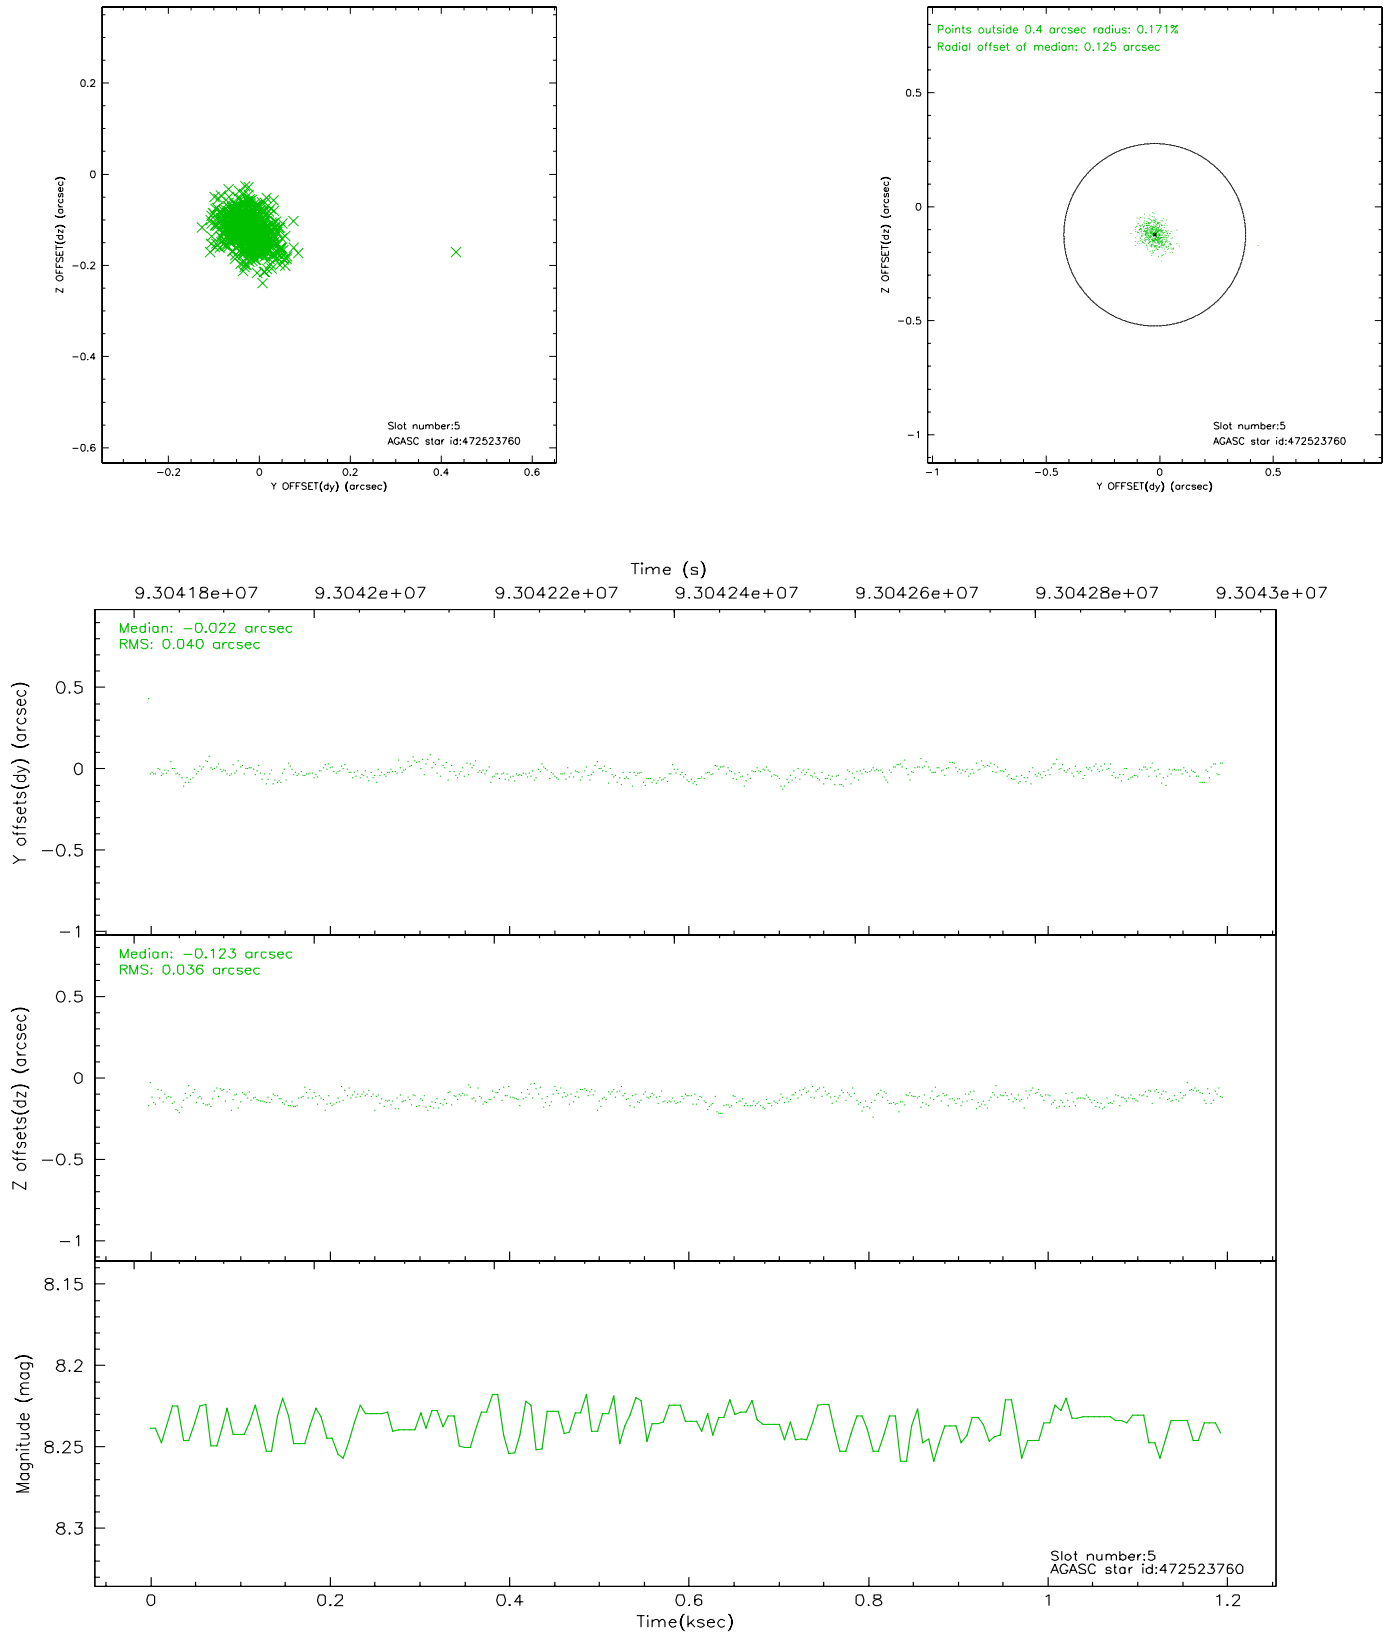 0.2
0
−0.2
−0.4
−0.6
Z OFFSET(dz) (arcsec)
Slot number:5
AGASC star id:472523760
−0.2 0 0.2 0.4 0.6
Y OFFSET(dy) (arcsec)
Points outside 0.4 arcsec radius: 0.171%
Radial offset of median: 0.125 arcsec
0.5
0
−0.5
−1
Z OFFSET(dz) (arcsec)
Slot number:5
AGASC star id:472523760
−1 −0.5 0 0.5
Y OFFSET(dy) (arcsec)
Time (s)
9.30418e+07 9.3042e+07 9.30422e+07 9.30424e+07 9.30426e+07 9.30428e+07 9.3043e+07
Median: −0.022 arcsec
RMS: 0.040 arcsec
0.5
0
−0.5
−1
Y offsets(dy) (arcsec)
Median: −0.123 arcsec
RMS: 0.036 arcsec
0.5
0
−0.5
−1
Z offsets(dz) (arcsec)
8.15
8.2
8.25
8.3
Magnitude (mag)
Slot number:5
AGASC star id:472523760
0 0.2 0.4 0.6 0.8 1 1.2
Time(ksec)